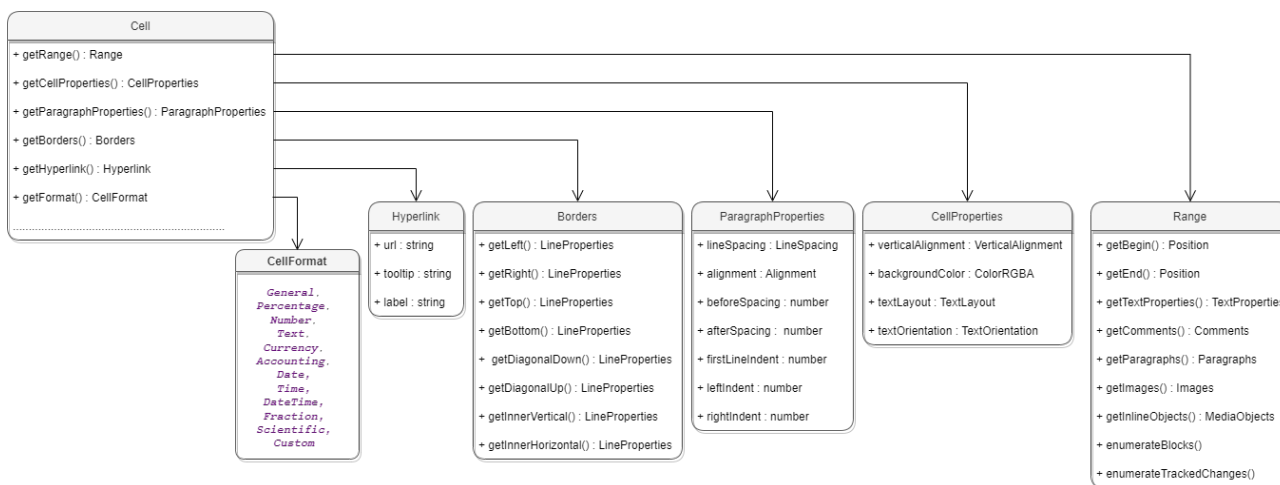 Cell
+ getRange() : Range
+ getCellProperties() : CellProperties
+ getParagraphProperties() : ParagraphProperties
+ getBorders() : Borders
+ getHyperlink() : Hyperlink
+ getFormat() : CellFormat
CellFormat
General.
Percentage.
Number.
Text.
Currency.
Accounting.
Date,
Time,
DateTime,
Fraction,
Scientific,
Custom
Hyperlink
+ url : string
+ tooltip : string
+ label : string
Borders
+ getLeft() : LineProperties
+ getRight() : LineProperties
+ getTop() : LineProperties
+ getBottom() : LineProperties
+ getDiagonalDown() : LineProperties
+ getDiagonalUp() : LineProperties
+ getInnerVertical() : LineProperties
+ getInnerHorizontal() : LineProperties
ParagraphProperties
+ lineSpacing : LineSpacing
+ alignment : Alignment
+ beforeSpacing : number
+ afterSpacing : number
+ firstLineIndent : number
+ leftIndent : number
+ rightIndent : number
CellProperties
+ verticalAlignment : VerticalAlignment
+ backgroundColor : ColorRGBA
+ textLayout : TextLayout
+ textOrientation : TextOrientation
Range
+ getBegin() : Position
+ getEnd() : Position
+ getTextProperties() : TextProperties
+ getComments() : Comments
+ getParagraphs() : Paragraphs
+ getImages() : Images
+ getInlineObjects() : MediaObjects
+ enumerateBlocks()
+ enumerateTrackedChanges()